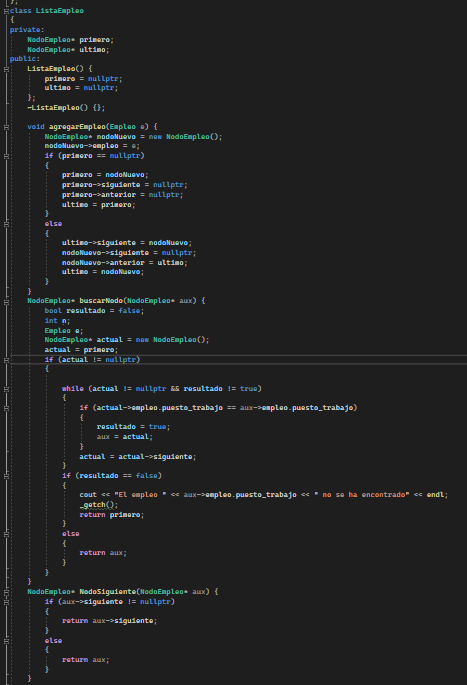 };
class ListaEmpleo
{
private:
    NodoEmpleo* primero;
    NodoEmpleo* ultimo;
public:
    ListaEmpleo() {
        primero = nullptr;
        ultimo = nullptr;
    };
    ~ListaEmpleo() {};
    void agregarEmpleo(Empleo e) {
        NodoEmpleo* nodoNuevo = new NodoEmpleo();
        nodoNuevo->empleo = e;
        if (primero == nullptr)
        {
            primero = nodoNuevo;
            primero->siguiente = nullptr;
            primero->anterior = nullptr;
            ultimo = primero;
        }
        else
        {
            ultimo->siguiente = nodoNuevo;
            nodoNuevo->siguiente = nullptr;
            nodoNuevo->anterior = ultimo;
            ultimo = nodoNuevo;
        }
    }
    NodoEmpleo* buscarNodo(NodoEmpleo* aux) {
        bool resultado = false;
        int n;
        Empleo e;
        NodoEmpleo* actual = new NodoEmpleo();
        actual = primero;
        if (actual != nullptr)
        {
            while (actual != nullptr && resultado != true)
            {
                if (actual->empleo.puesto_trabajo == aux->empleo.puesto_trabajo)
                {
                    resultado = true;
                    aux = actual;
                }
                actual = actual->siguiente;
            }
            if (resultado == false)
            {
                cout << "El empleo " << aux->empleo.puesto_trabajo << " no se ha encontrado" << endl;
                _getch();
                return primero;
            }
            else
            {
                return aux;
            }
        }
    }
    NodoEmpleo* NodoSiguiente(NodoEmpleo* aux) {
        if (aux->siguiente != nullptr)
        {
            return aux->siguiente;
        }
        else
        {
            return aux;
        }
    }